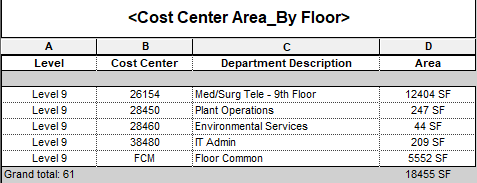 <Cost Center Area_By Floor>
A B C D
Level Cost Center Department Description Area
Level 9 26154 Med/Surg Tele - 9th Floor 12404 SF
Level 9 28450 Plant Operations 247 SF
Level 9 28460 Environmental Services 44 SF
Level 9 38480 IT Admin 209 SF
Level 9 FCM Floor Common 5552 SF
Grand total: 61 18455 SF